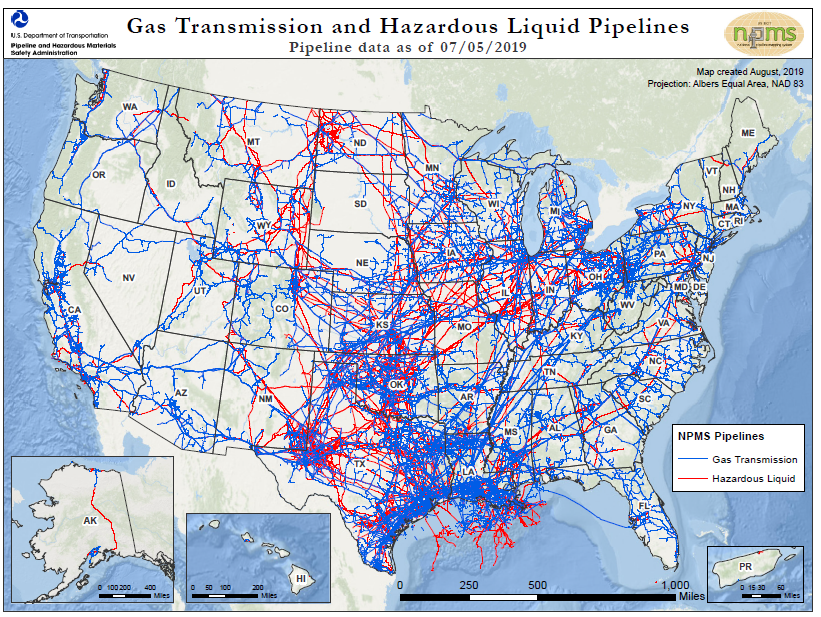 Gas Transmission and Hazardous Liquid Pipelines
Pipeline data as of 07/05/2019
U.S. Department of Transportation
Pipeline and Hazardous Materials
Safety Administration
npms
Map created August, 2019
Projection: Albers Equal Area, NAD 83
WA
MT
ND
MN
ME
OR
ID
SD
WI
MI
VT
NH
NY
MA
CT RI
WY
NE
IA
PA
NJ
NV
UT
CO
IL
IN
OH
MD DE
WV
CA
KS
MO
KY
VA
AZ
NM
OK
AR
TN
NC
SC
TX
LA
MS
AL
GA
FL
NPMS Pipelines
Gas Transmission
Hazardous Liquid
AK
0 100 200 400
Miles
HI
0 50 100 200
Miles
0 250 500 1,000
Miles
PR
0 15 30 60
Miles